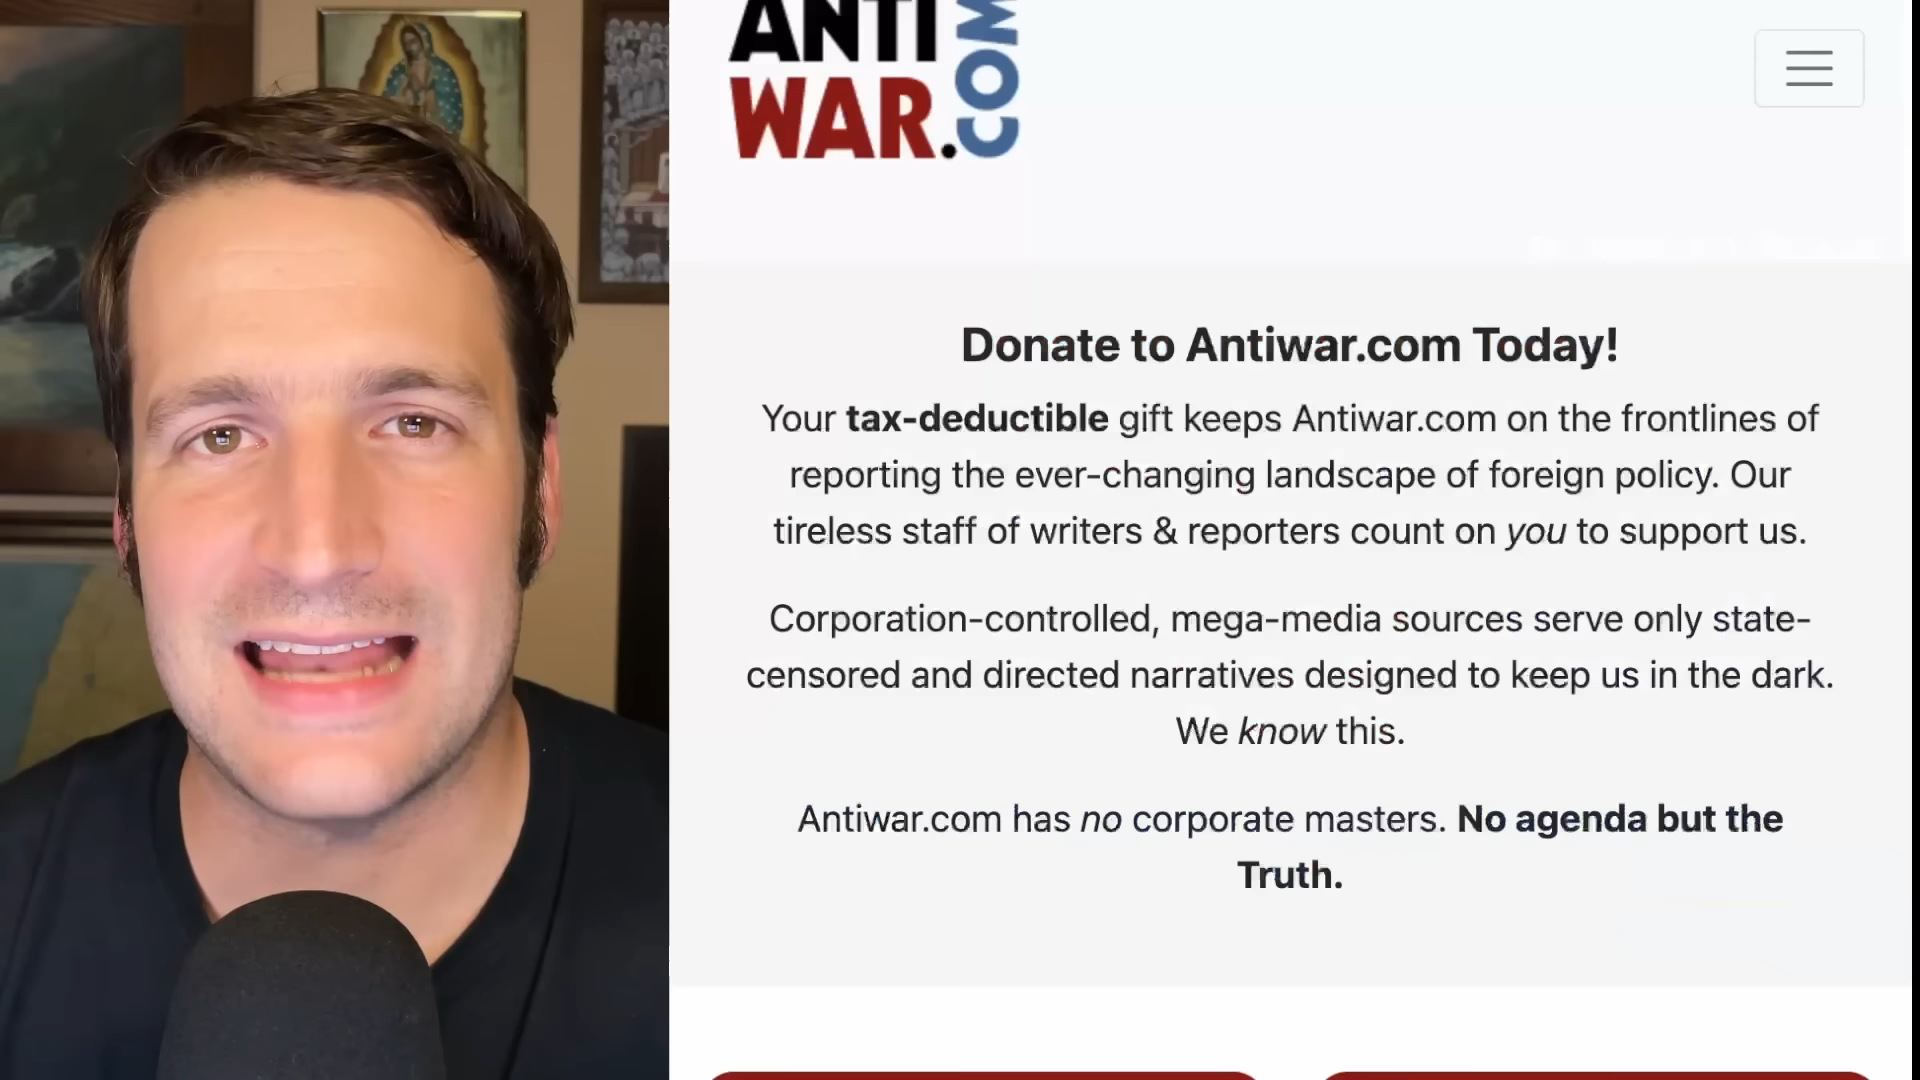 ANTI
WAR.COM
Donate to Antiwar.com Today!
Your tax-deductible gift keeps Antiwar.com on the frontlines of
reporting the ever-changing landscape of foreign policy. Our
tireless staff of writers & reporters count on you to support us.
Corporation-controlled, mega-media sources serve only state-
censored and directed narratives designed to keep us in the dark.
We know this.
Antiwar.com has no corporate masters. No agenda but the
Truth.